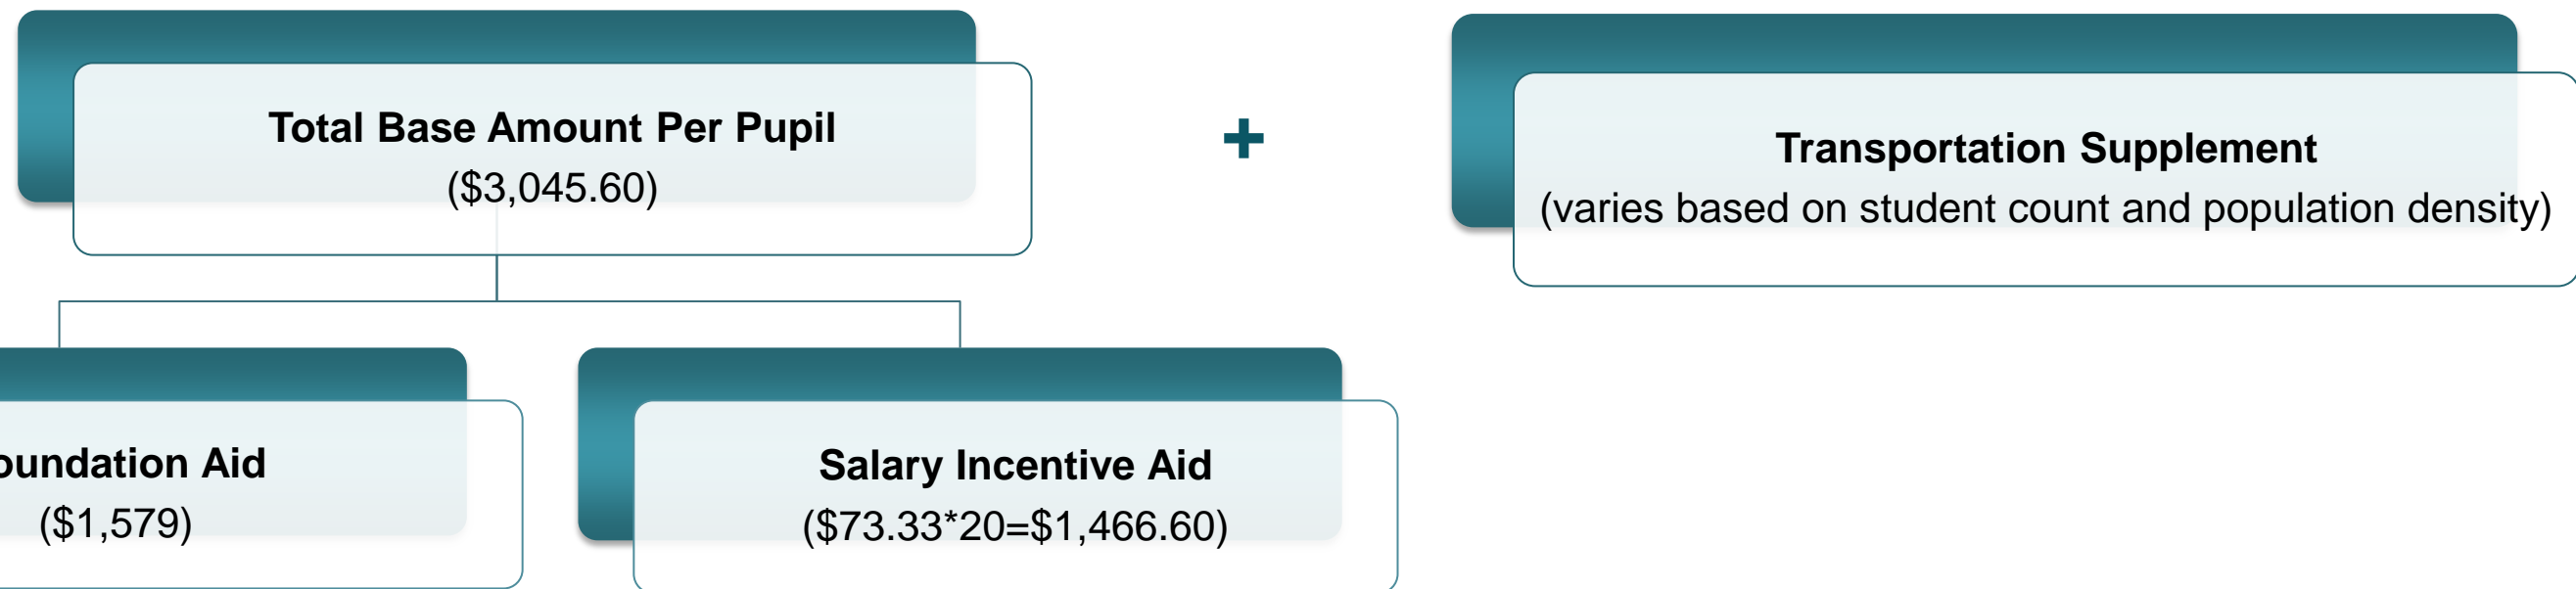 Total Base Amount Per Pupil
($3,045.60)
+
Transportation Supplement
(varies based on student count and population density)
oundation Aid
($1,579)
Salary Incentive Aid
($73.33*20=$1,466.60)